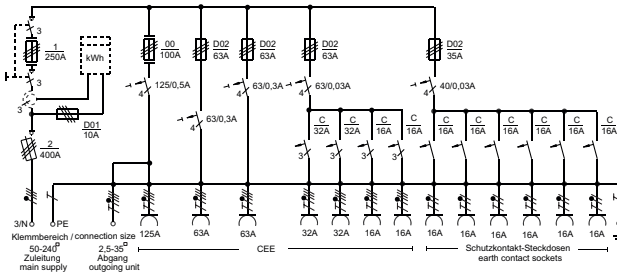 3
1
250A
kWh
3
3
D01
10A
2
400A
00
100A
D02
63A
D02
63A
D02
63A
D02
35A
125/0,5A
4
63/0,3A
4
63/0,3A
4
63/0,03A
4
40/0,03A
4
C
32A
C
32A
C
16A
C
16A
C
16A
C
16A
C
16A
C
16A
C
16A
C
16A
3
3
3
3
3/N
PE
125A
63A
63A
32A
32A
16A
16A
16A
16A
16A
16A
16A
16A
Klemmbereich / connection size
50-240
2,5-35
Zuleitung
main supply
Abgang
outgoing unit
CEE
Schutzkontakt-Steckdosen
earth contact sockets